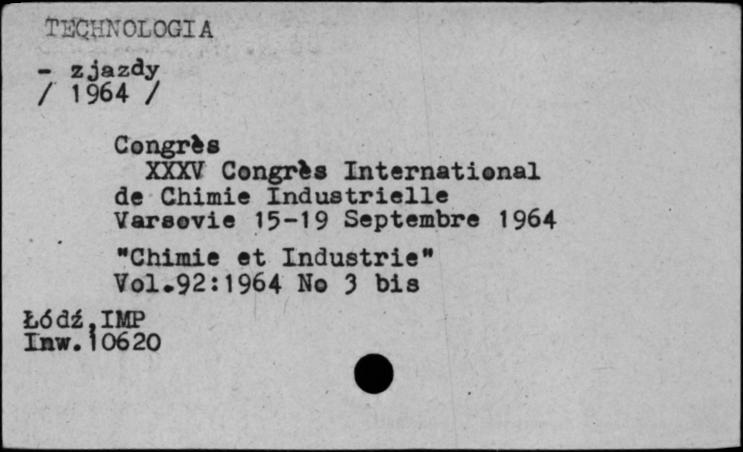 TECHNOLOGIA
- zjazdy
/ 1964 /
Congrès
XXXV Congrès International
de Chimie Industrielle
Varsovie 15-19 Septembre 1964
"Chimie et Industrie"
Vol.92:1964 No 3 bis
Łódź,IMP
Inw.10620